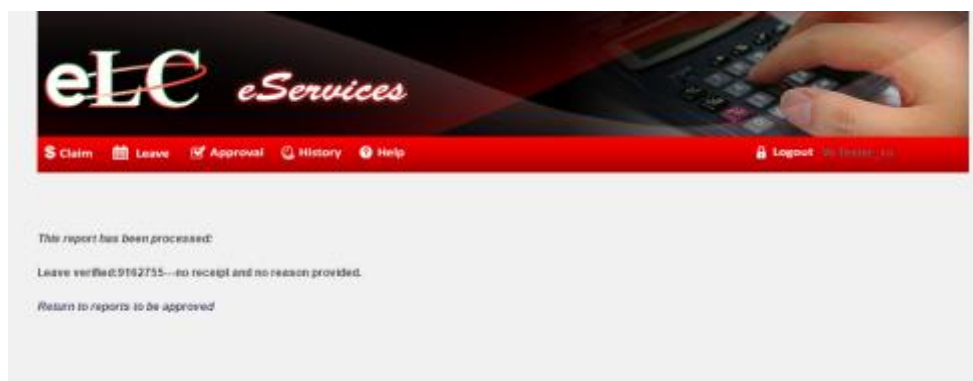 eLC eServices
$ Claim Leave Approval History Help Logout
This report has been processed:
Leave verified:9162755---no receipt and no reason provided.
Return to reports to be approved